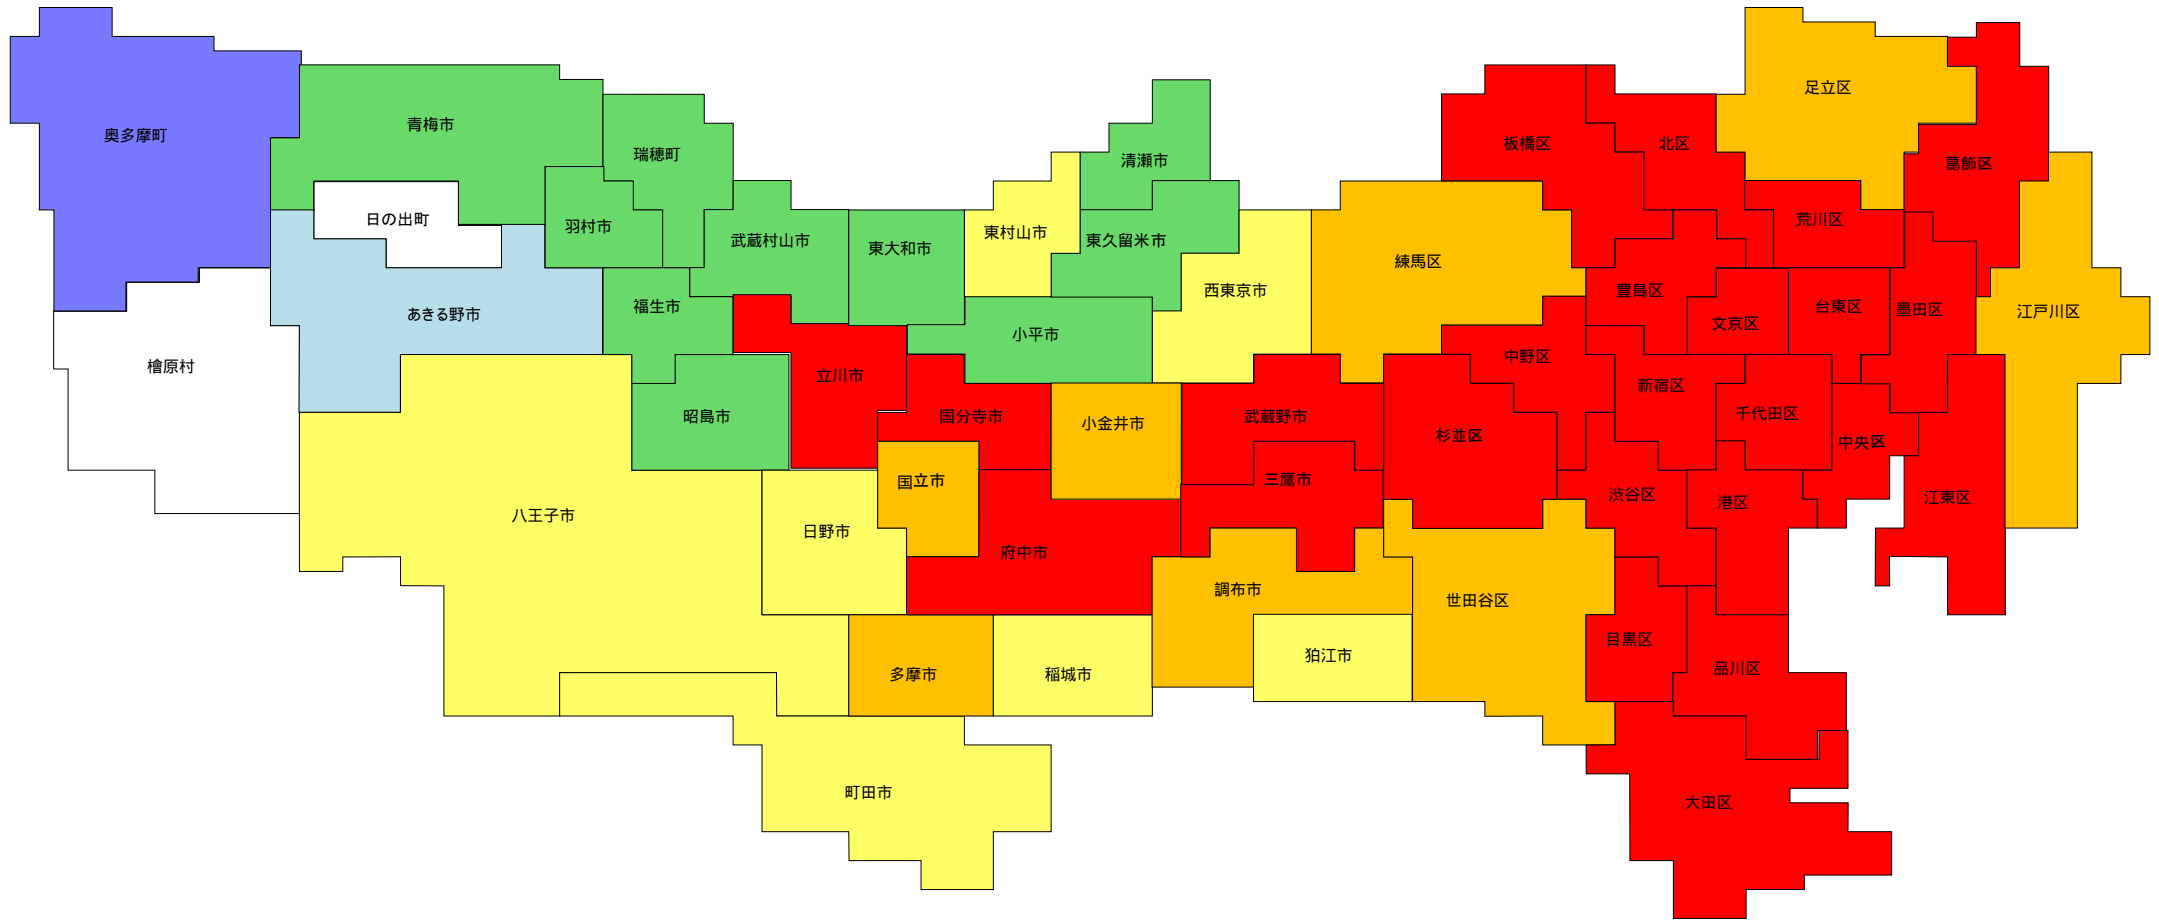 足立区
奥多摩町
青梅市
瑞穂町
清瀬市
板橋区
北区
葛飾区
日の出町
羽村市
武蔵村山市
東大和市
東村山市
東久留米市
荒川区
練馬区
西東京市
豊島区
あきる野市
福生市
小平市
文京区
台東区
墨田区
江戸川区
檜原村
立川市
中野区
新宿区
昭島市
国分寺市
小金井市
武蔵野市
杉並区
千代田区
中央区
国立市
三鷹市
渋谷区
港区
江東区
八王子市
日野市
府中市
調布市
世田谷区
目黒区
多摩市
稲城市
狛江市
品川区
町田市
大田区